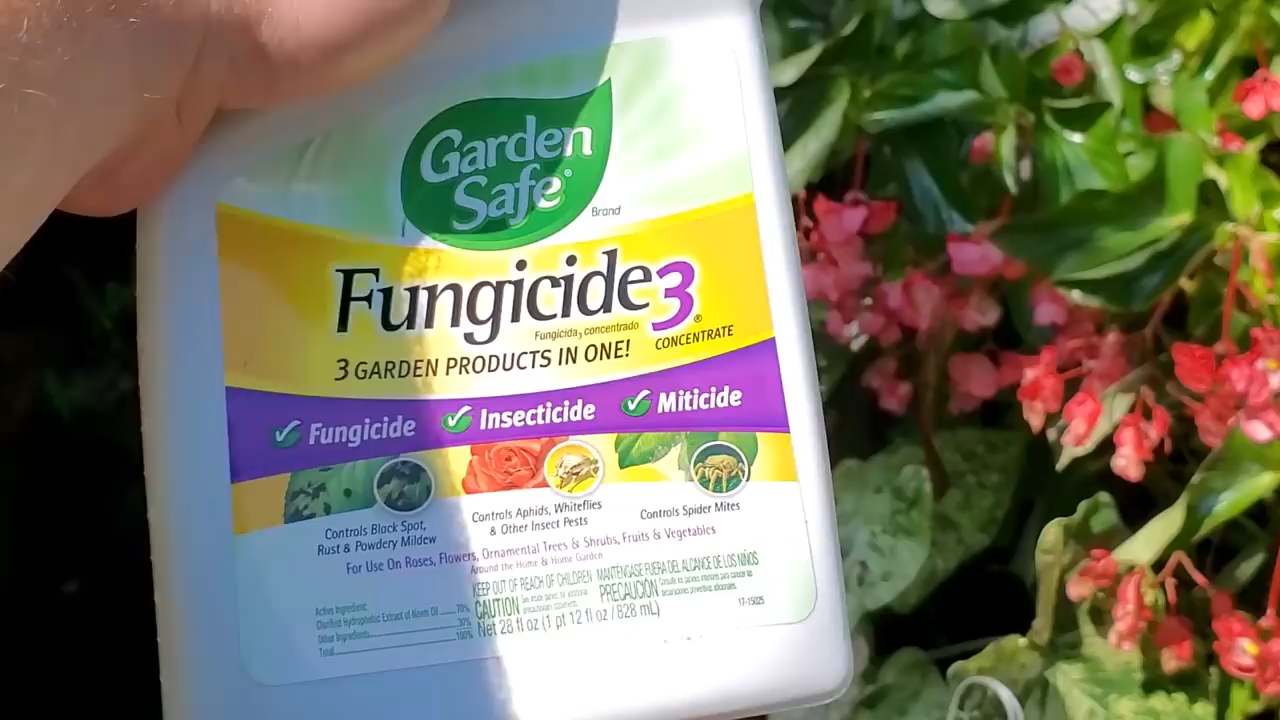 Garden
Safe®
Brand
Fungicide3®
Fungicida3 concentrado
CONCENTRATE
3 GARDEN PRODUCTS IN ONE!
Fungicide
Insecticide
Miticide
Controls Black Spot,
Rust & Powdery Mildew
Controls Aphids, Whiteflies
& Other Insect Pests
Controls Spider Mites
For Use On Roses, Flowers, Ornamental Trees & Shrubs, Fruits & Vegetables
Around the Home & Home Garden
KEEP OUT OF REACH OF CHILDREN
CAUTION
MANTENGASE FUERA DEL ALCANCE DE LOS NIÑOS
PRECAUCIÓN
Active Ingredient:
Clarified Hydrophobic Extract of Neem Oil 70%
Other Ingredients 30%
Total 100%
Net 28 fl oz (1 pt 12 fl oz / 828 mL)
17-15025